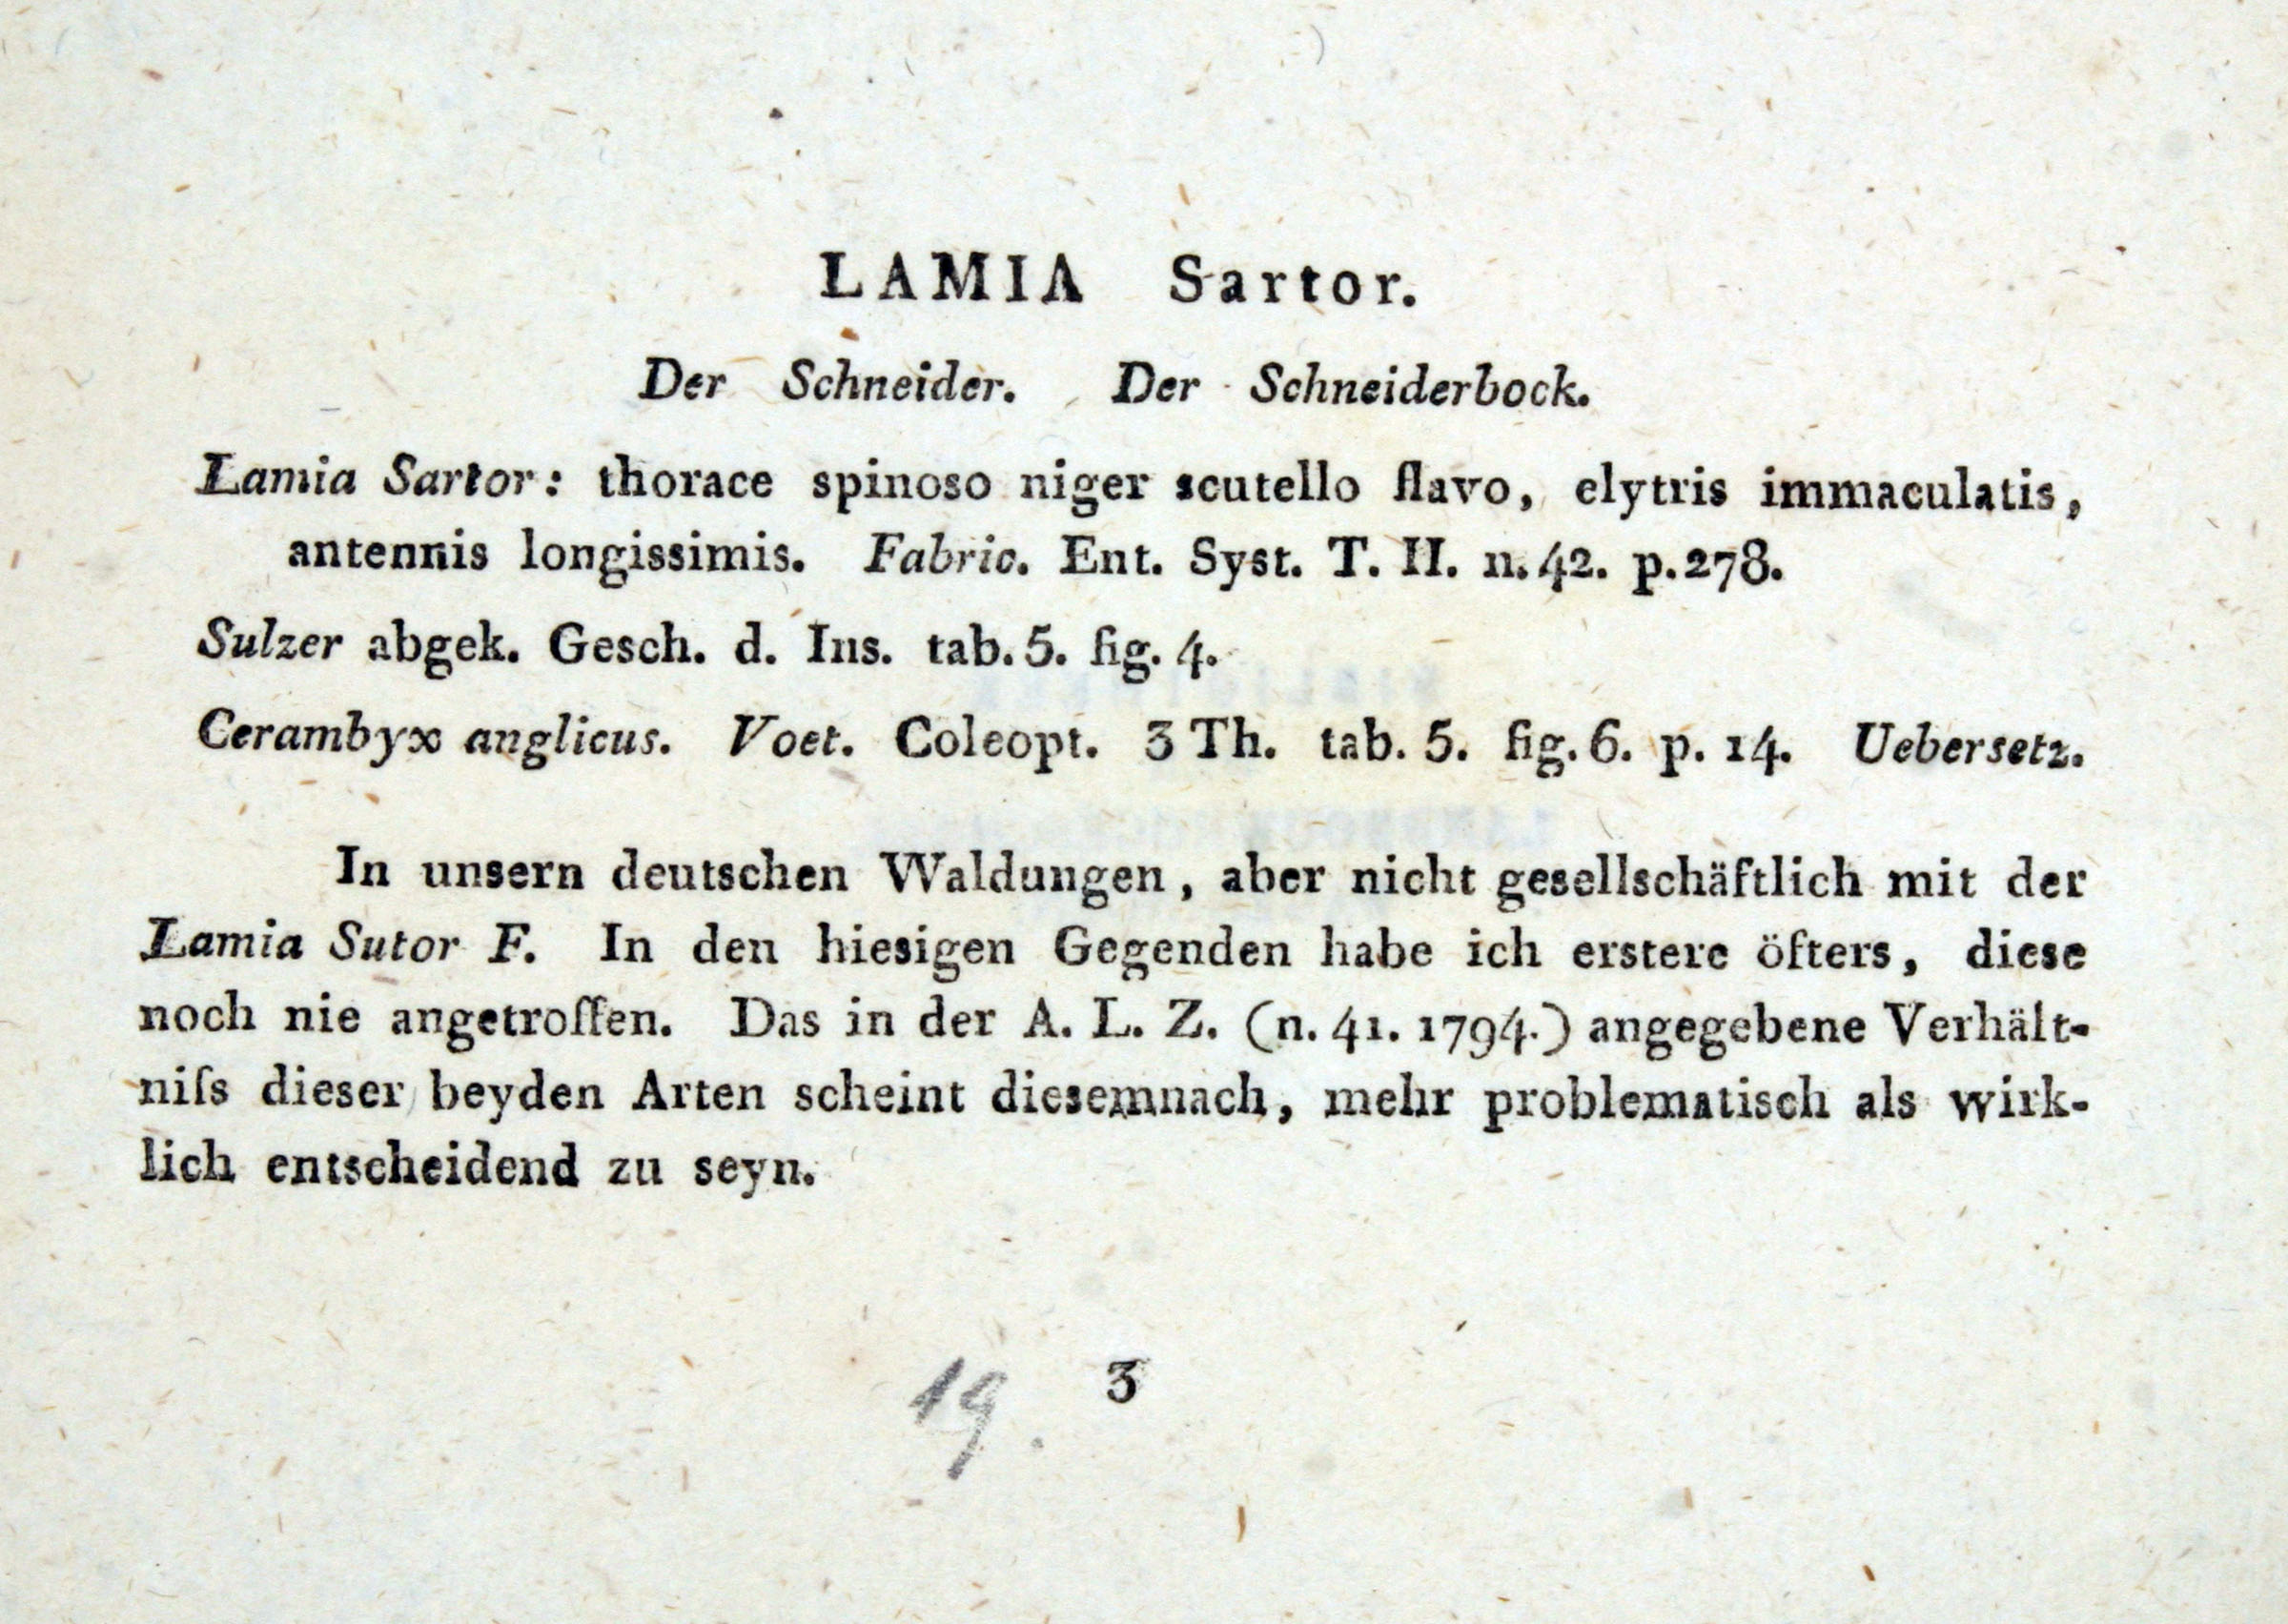 LAMIA Sartor.
Der Schneider. Der Schneiderbock.
Lamia Sartor: thorace spinoso niger scutello flavo, elytris immaculatis,
antennis longissimis. Fabric. Ent. Syst. T. II. n. 42. p. 278.
Sulzer abgek. Gesch. d. Ins. tab. 5. fig. 4.
Cerambyx anglicus. Voet. Coleopt. 3 Th. tab. 5. fig. 6. p. 14. Uebersetz.
In unsern deutschen Waldungen, aber nicht gesellschäftlich mit der
Lamia Sutor F. In den hiesigen Gegenden habe ich erstere öfters, diese
noch nie angetroffen. Das in der A. L. Z. (n. 41. 1794.) angegebene Verhält-
niſs dieser beyden Arten scheint diesemnach, mehr problematisch als wirk-
lich entscheidend zu seyn.
19. 3